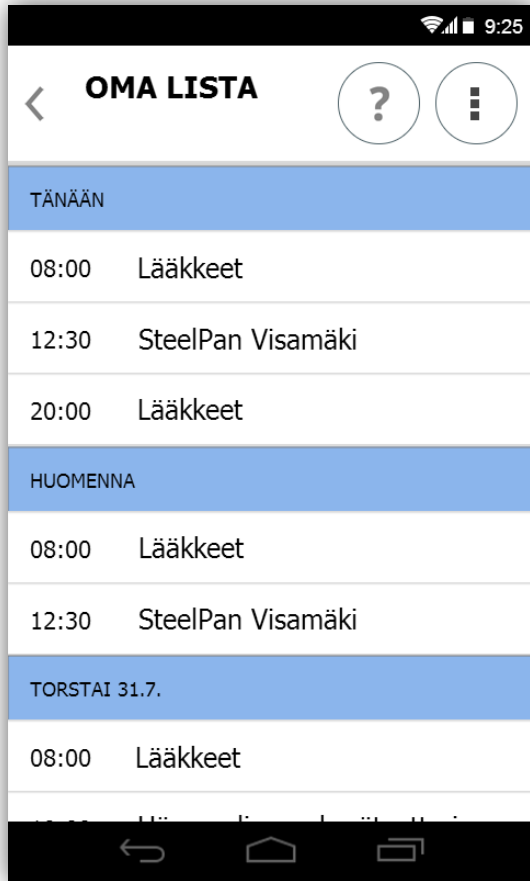 9:25
OMA LISTA
?
TÄNÄÄN
08:00 Lääkkeet
12:30 SteelPan Visamäki
20:00 Lääkkeet
HUOMENNA
08:00 Lääkkeet
12:30 SteelPan Visamäki
TORSTAI 31.7.
08:00 Lääkkeet